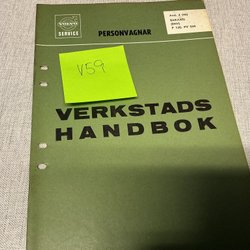 VOLVO
SERVICE
PERSONVAGNAR
V59
VERKSTADS
HANDBOK